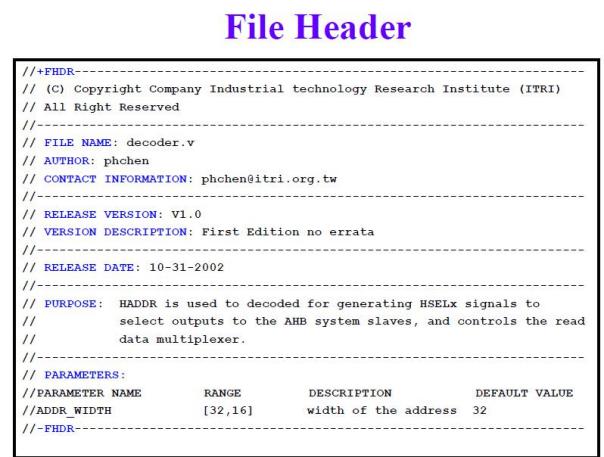 File Header
//+FHDR-----------------------------------------------------------------
// (C) Copyright Company Industrial technology Research Institute (ITRI)
// All Right Reserved
//----------------------------------------------------------------------
// FILE NAME: decoder.v
// AUTHOR: phchen
// CONTACT INFORMATION: phchen@itri.org.tw
//----------------------------------------------------------------------
// RELEASE VERSION: V1.0
// VERSION DESCRIPTION: First Edition no errata
//----------------------------------------------------------------------
// RELEASE DATE: 10-31-2002
//----------------------------------------------------------------------
// PURPOSE: HADDR is used to decoded for generating HSELx signals to
// select outputs to the AHB system slaves, and controls the read
// data multiplexer.
//----------------------------------------------------------------------
// PARAMETERS:
//PARAMETER NAME RANGE DESCRIPTION DEFAULT VALUE
//ADDR_WIDTH [32,16] width of the address 32
//-FHDR-----------------------------------------------------------------